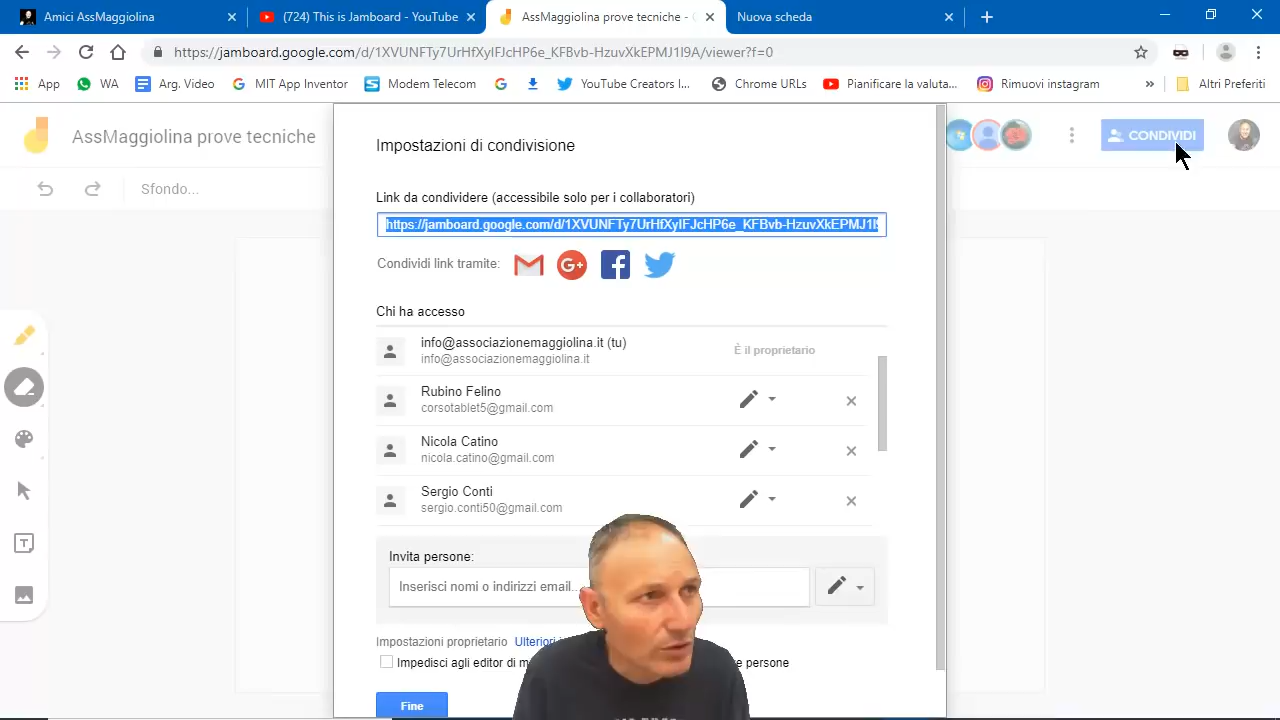 Amici AssMaggiolina
(724) This is Jamboard - YouTube
AssMaggiolina prove tecniche -
Nuova scheda
https://jamboard.google.com/d/1XVUNFTy7UrHfXyIFJcHP6e_KFBvb-HzuvXkEPMJ1I9A/viewer?f=0
App
WA
Arg. Video
MIT App Inventor
Modem Telecom
YouTube Creators I...
Chrome URLs
Pianificare la valuta...
Rimuovi instagram
»
Altri Preferiti
AssMaggiolina prove tecniche
CONDIVIDI
Sfondo...
Impostazioni di condivisione
Link da condividere (accessibile solo per i collaboratori)
https://jamboard.google.com/d/1XVUNFTy7UrHfXyIFJcHP6e_KFBvb-HzuvXkEPMJ1I9
Condividi link tramite:
Chi ha accesso
info@associazionemaggiolina.it (tu)
info@associazionemaggiolina.it
È il proprietario
Rubino Felino
corsotablet5@gmail.com
Nicola Catino
nicola.catino@gmail.com
Sergio Conti
sergio.conti50@gmail.com
Invita persone:
Inserisci nomi o indirizzi email...
Impostazioni proprietario Ulteriori
Impedisci agli editor di persone
Fine